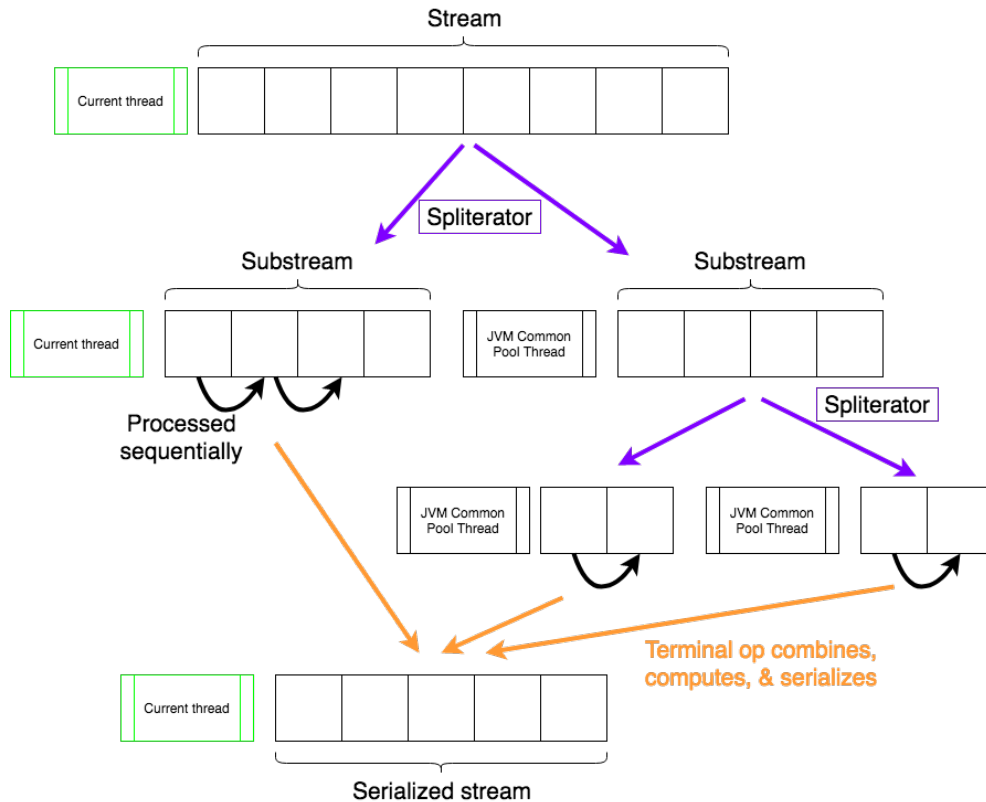 Stream
Current thread
Spliterator
Substream
Substream
Current thread
JVM Common
Pool Thread
Spliterator
Processed
sequentially
JVM Common
Pool Thread
JVM Common
Pool Thread
Terminal op combines,
computes, & serializes
Current thread
Serialized stream